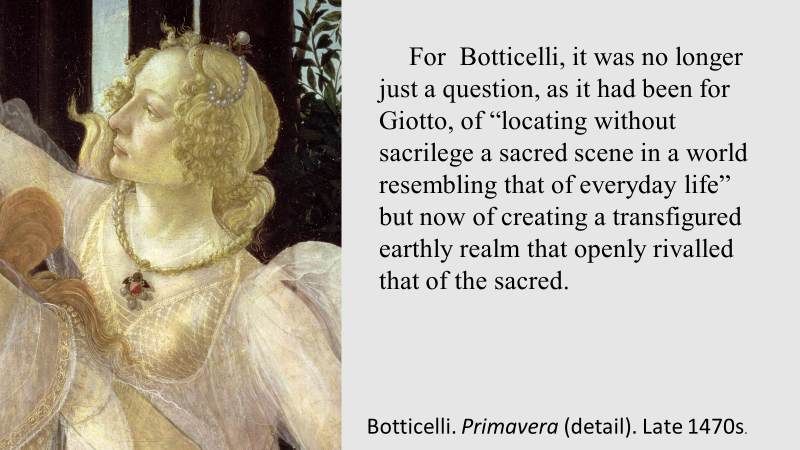 For  Botticelli, it was no longer
just a question, as it had been for
Giotto, of “locating without
sacrilege a sacred scene in a world
resembling that of everyday life”
but now of creating a transfigured
earthly realm that openly rivalled
that of the sacred.
Botticelli. Primavera (detail). Late 1470s.